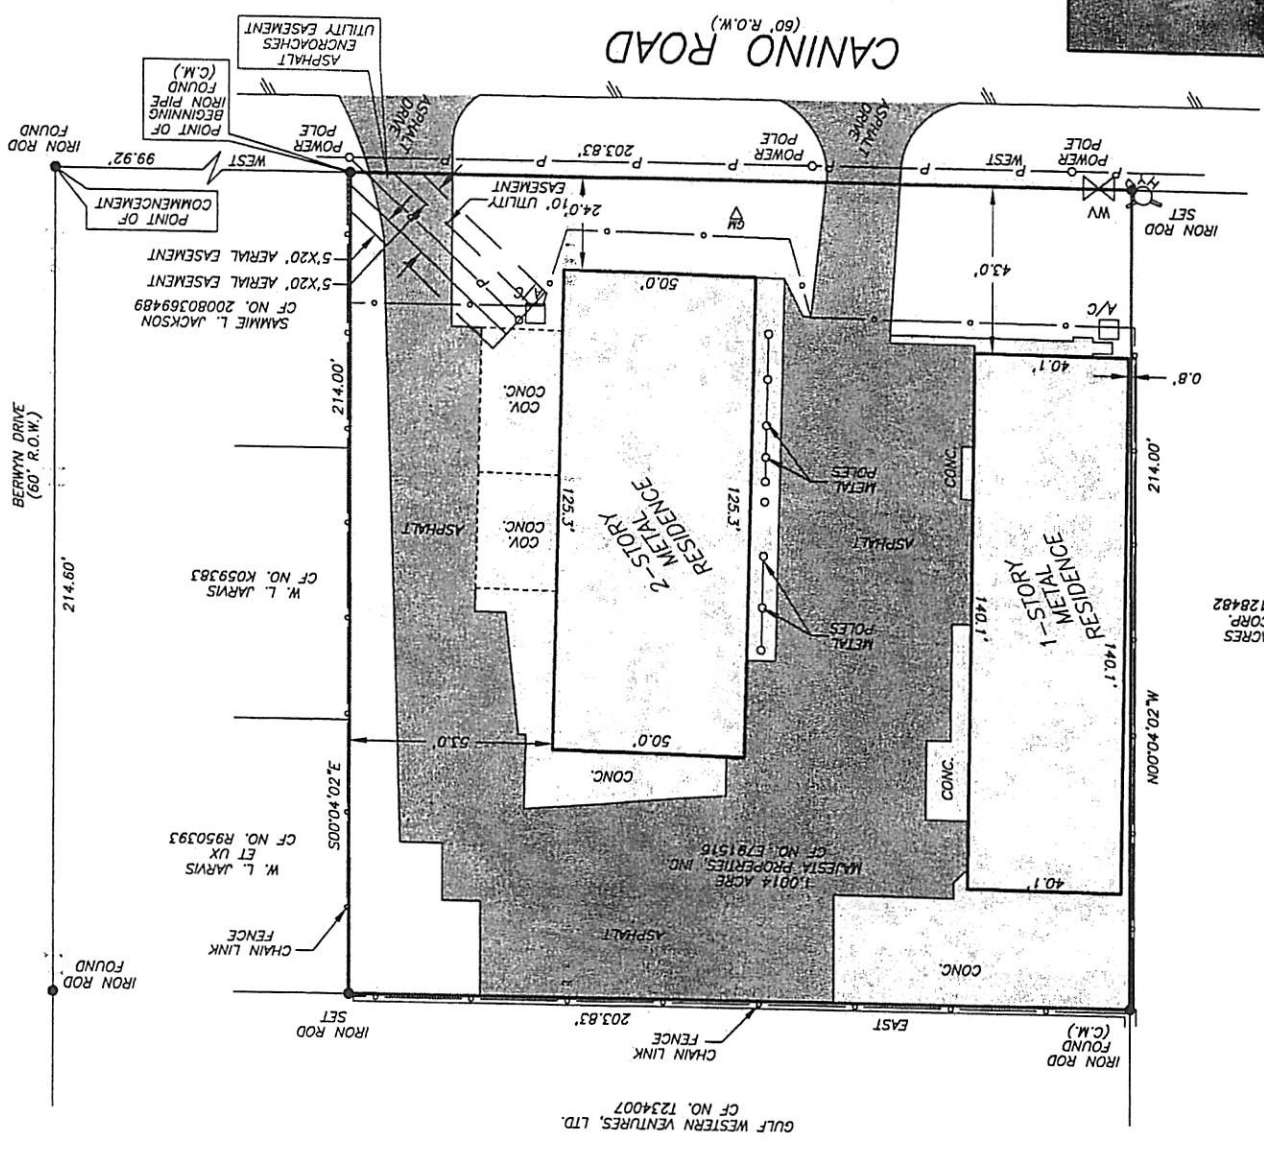 CANINO ROAD
(60' R.O.W.)
ASPHALT
ENCROACHES
UTILITY EASEMENT
POINT OF
BEGINNING
IRON PIPE
FOUND
(C.M.)
POWER
POLE
ASPHALT
DRIVE
203.83'
POWER
POLE
ASPHALT
DRIVE
WEST
POWER
POLE
WV
HY
IRON ROD
SET
IRON ROD
FOUND
99.92'
WEST
POINT OF
COMMENCEMENT
10' UTILITY
EASEMENT
24.0'
GM
43.0'
A/C
0.8'
5'X20' AERIAL EASEMENT
5'X20' AERIAL EASEMENT
SAMMIE L. JACKSON
CF NO. 20080369489
A/C
50.0'
40.1'
214.00'
COV.
CONC.
COV.
CONC.
125.3'
2-STORY
METAL
RESIDENCE
125.3'
METAL
POLES
METAL
POLES
ASPHALT
ASPHALT
CONC.
1-STORY
METAL
RESIDENCE
140.1'
140.1'
214.00'
N00°04'02"W
ACRES
CORP.
128482
BERWYN DRIVE
(60' R.O.W.)
214.60'
W. L. JARVIS
CF NO. K059383
S00°04'02"E
53.0'
50.0'
CONC.
CONC.
W. L. JARVIS
ET UX
CF NO. R950393
1.0014 ACRE
MAJESTA PROPERTIES, INC.
CF NO. E791516
40.1'
ASPHALT
CONC.
CHAIN LINK
FENCE
IRON ROD
FOUND
IRON ROD
SET
203.83'
EAST
CHAIN LINK
FENCE
IRON ROD
FOUND
(C.M.)
GULF WESTERN VENTURES, LTD.
CF NO. T234007